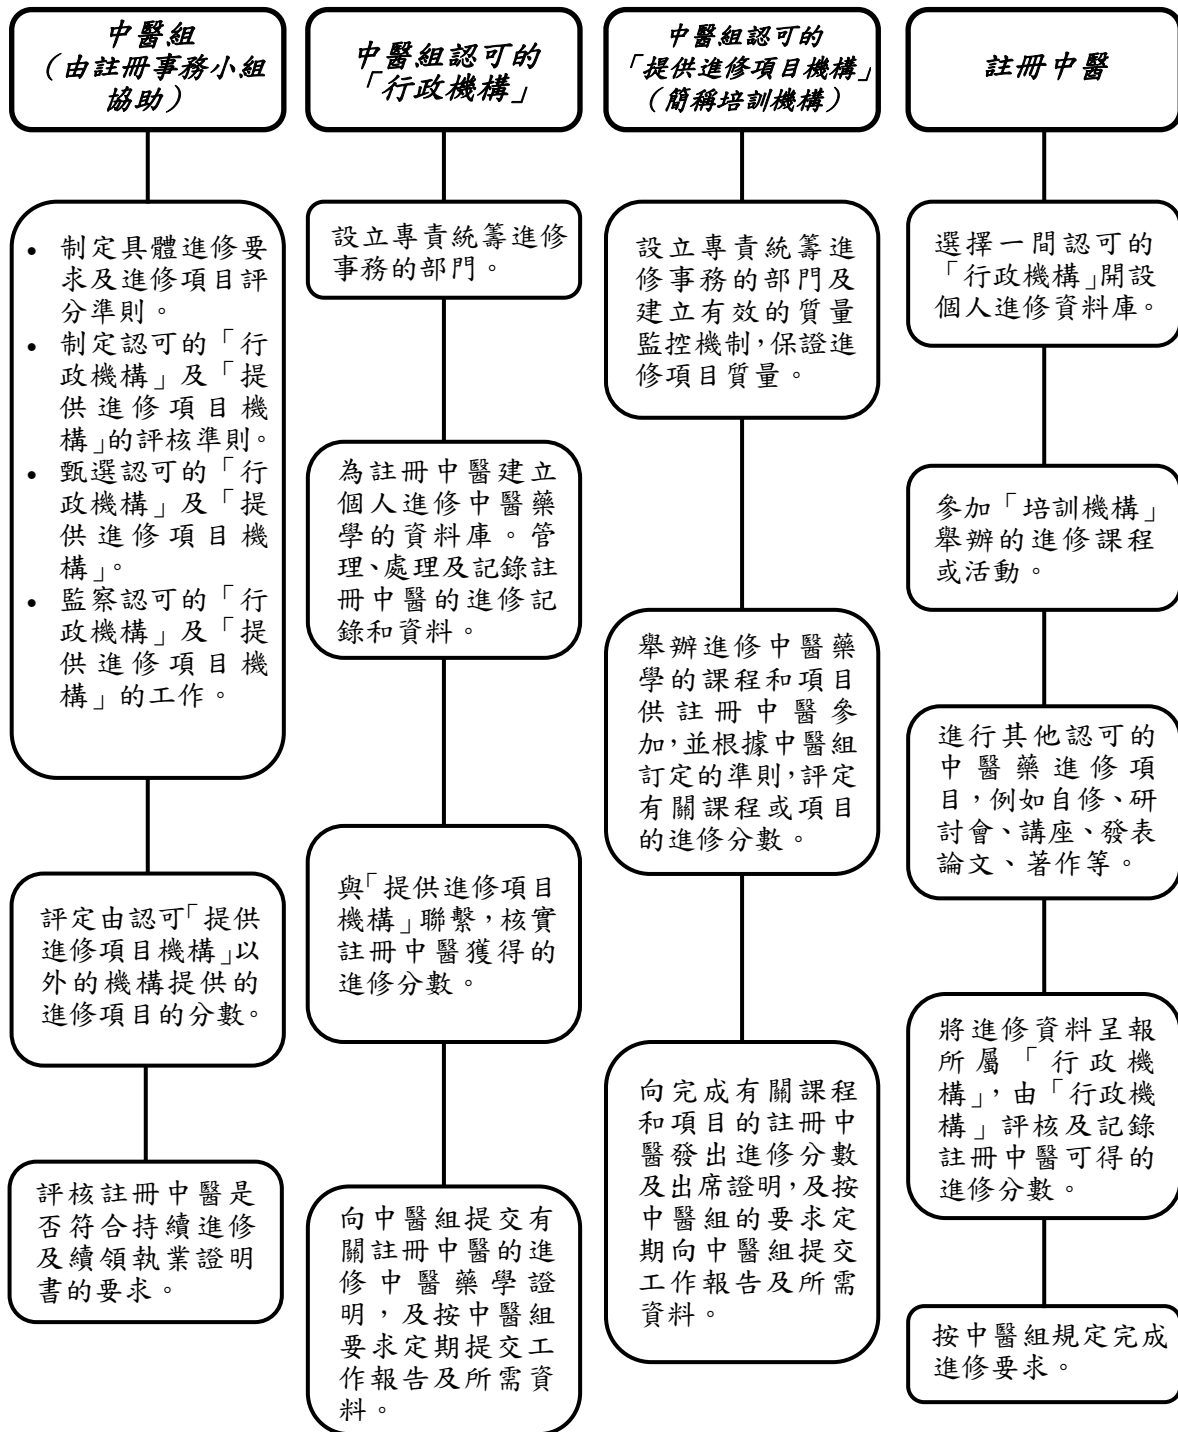 中醫組
（由註冊事務小組
協助）
制定具體進修要
求及進修項目評
分準則。
制定認可的「行
政機構」及「提
供進修項目機
構」的評核準則。
甄選認可的「行
政機構」及「提
供進修項目機
構」。
監察認可的「行
政機構」及「提
供進修項目機
構」的工作。
評定由認可「提供
進修項目機構」以
外的機構提供的
進修項目的分數。
評核註冊中醫是
否符合持續進修
及續領執業證明
書的要求。
中醫組認可的
「行政機構」
設立專責統籌進修
事務的部門。
為註冊中醫建立
個人進修中醫藥
學的資料庫。管
理、處理及記錄註
冊中醫的進修記
錄和資料。
與「提供進修項目
機構」聯繫，核實
註冊中醫獲得的
進修分數。
向中醫組提交有
關註冊中醫的進
修中醫藥學證
明，及按中醫組
要求定期提交工
作報告及所需資
料。
中醫組認可的
「提供進修項目機構」
（簡稱培訓機構）
設立專責統籌進
修事務的部門及
建立有效的質量
監控機制，保證進
修項目質量。
舉辦進修中醫藥
學的課程和項目
供註冊中醫參
加，並根據中醫組
訂定的準則，評定
有關課程或項目
的進修分數。
向完成有關課程
和項目的註冊中
醫發出進修分數
及出席證明，及按
中醫組的要求定
期向中醫組提交
工作報告及所需
資料。
註冊中醫
選擇一間認可的
「行政機構」開設
個人進修資料庫。
參加「培訓機構」
舉辦的進修課程
或活動。
進行其他認可的
中醫藥進修項
目，例如自修、研
討會、講座、發表
論文、著作等。
將進修資料呈報
所屬「行政機
構」，由「行政機
構」評核及記錄
註冊中醫可得的
進修分數。
按中醫組規定完成
進修要求。